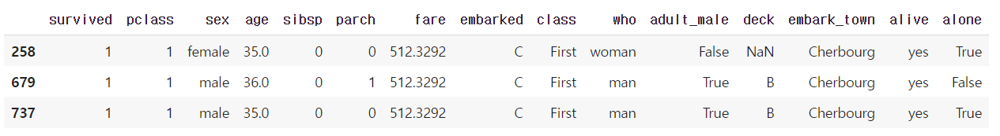 survived pclass sex age sibsp parch fare embarked class who adult_male deck embark_town alive alone
258 1 1 female 35.0 0 0 512.3292 C First woman False NaN Cherbourg yes True
679 1 1 male 36.0 0 1 512.3292 C First man True B Cherbourg yes False
737 1 1 male 35.0 0 0 512.3292 C First man True B Cherbourg yes True